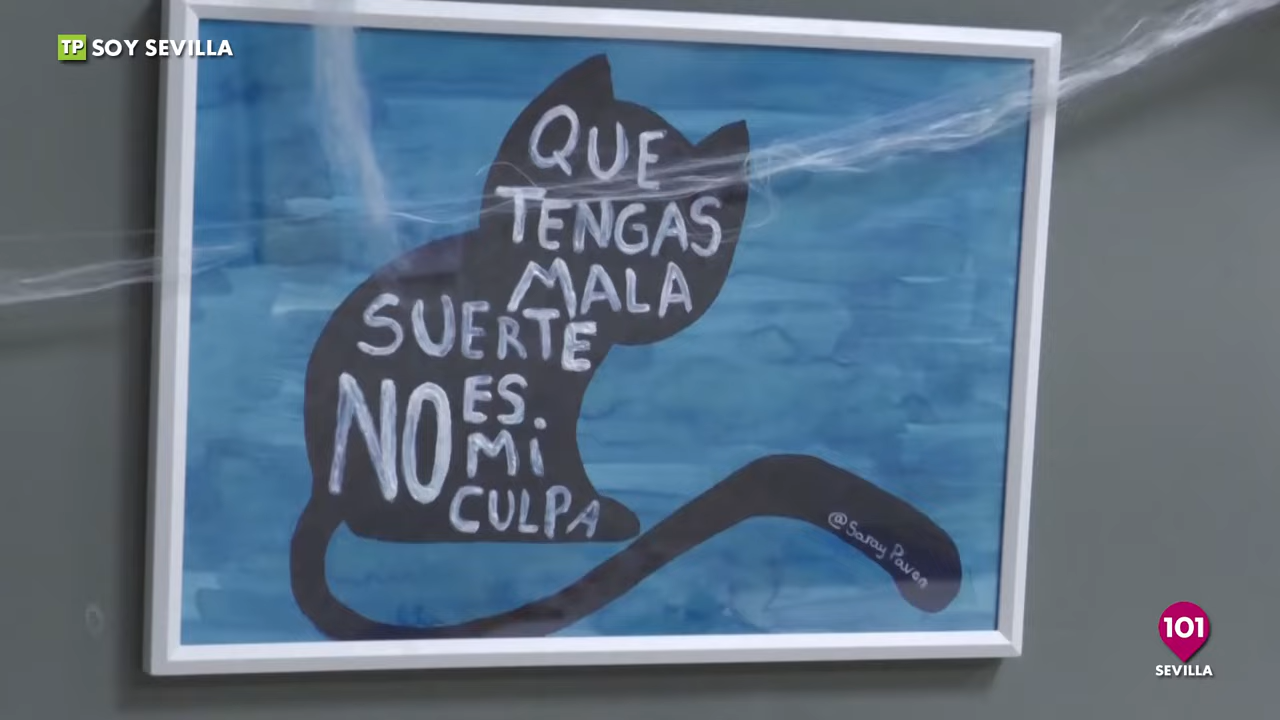 TP SOY SEVILLA
QUE
TENGAS
MALA
SUERTE
NO ES
MI
CULPA
@Saray Pavon
101
SEVILLA